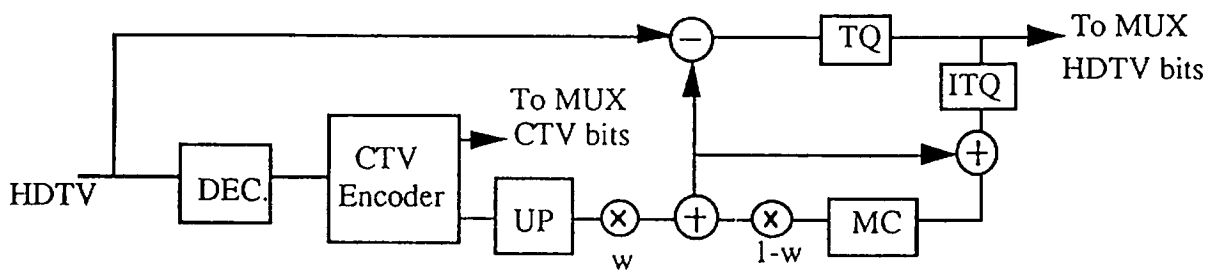 −
TQ
To MUX
HDTV bits
ITQ
To MUX
CTV bits
+
HDTV
DEC.
CTV
Encoder
UP
×
w
+
×
1-w
MC